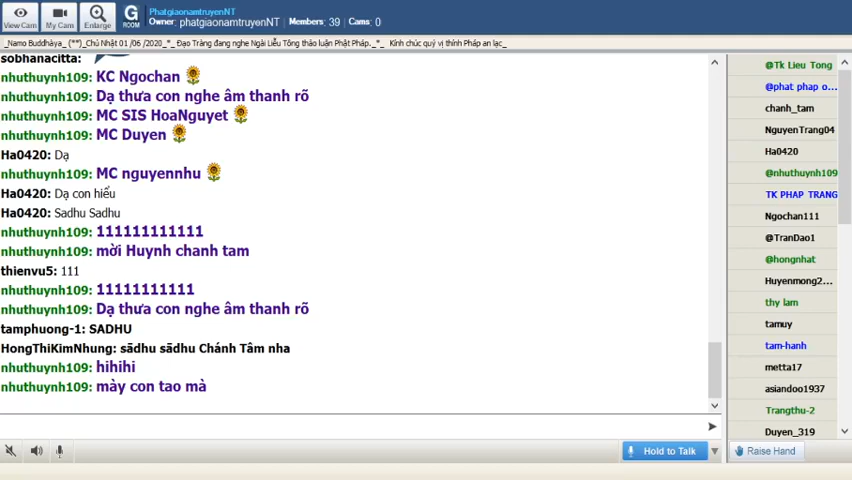 PhatgiaonamtruyenNT
Owner: phatgiaonamtruyenNT
Members: 39
Cams: 0
View Cam
My Cam
Enlarge
G
ROOM
_Namo Buddhàya_ (**)_Chủ Nhật 01 /06 /2020_*_ Đạo Tràng đang nghe Ngài Liễu Tông thảo luận Phật Pháp._*_ Kính chúc quý vị thính Pháp an lạc_
sobhanacitta:
nhuthuynh109: KC Ngochan
nhuthuynh109: Dạ thưa con nghe âm thanh rõ
nhuthuynh109: MC SIS HoaNguyet
nhuthuynh109: MC Duyen
Ha0420: Dạ
nhuthuynh109: MC nguyennhu
Ha0420: Dạ con hiểu
Ha0420: Sadhu Sadhu
nhuthuynh109: 111111111111
nhuthuynh109: mời Huynh chanh tam
thienvu5: 111
nhuthuynh109: 11111111111
nhuthuynh109: Dạ thưa con nghe âm thanh rõ
tamphuong-1: SADHU
HongThiKimNhung: sādhu sādhu Chánh Tâm nha
nhuthuynh109: hihihi
nhuthuynh109: mày con tao mà
@Tk Lieu Tong
@phat phap o...
chanh_tam
NguyenTrang04
Ha0420
@nhuthuynh109
TK PHAP TRANG
Ngochan111
@TranDao1
@hongnhat
Huyenmong2...
thy lam
tamuy
tam-hanh
metta17
asiandoo1937
Trangthu-2
Duyen_319
Hold to Talk
Raise Hand